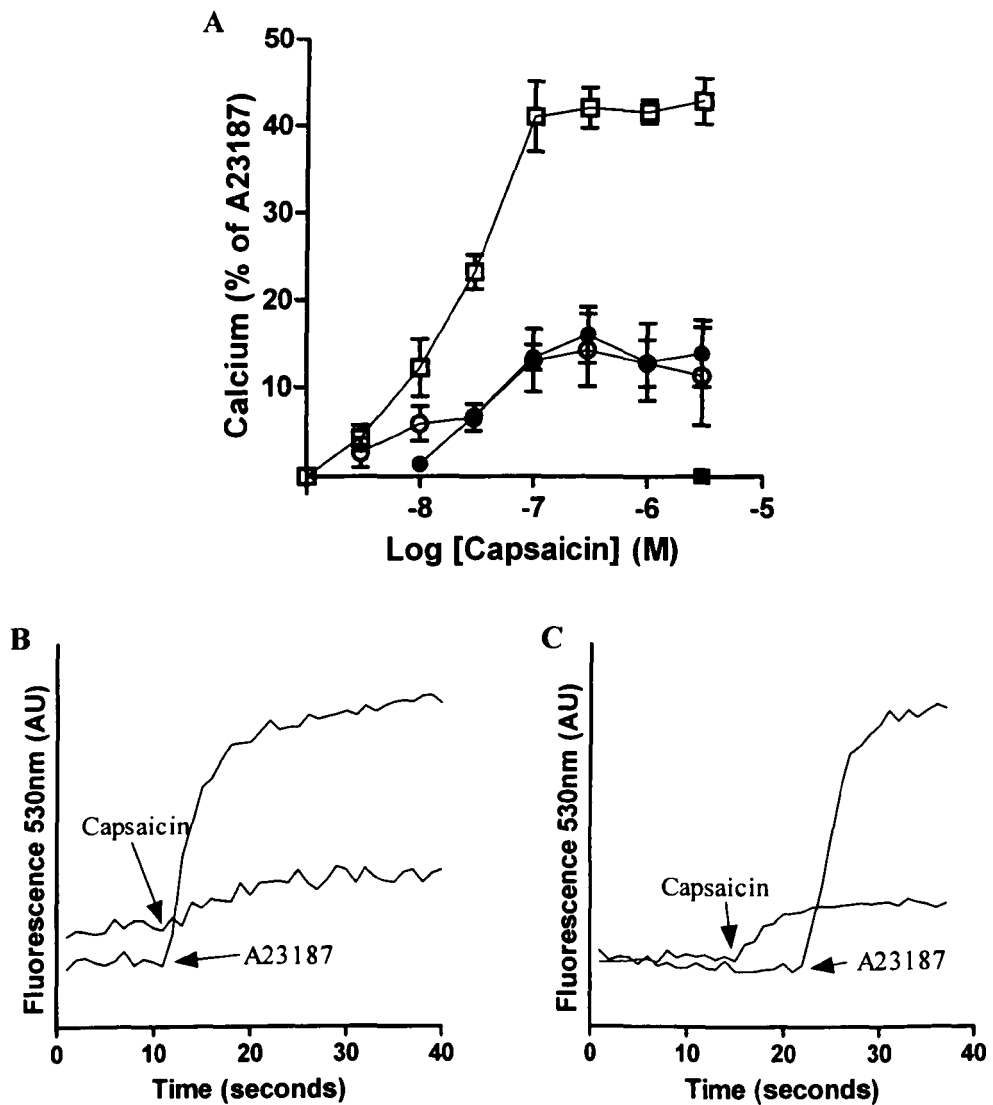 A
Calcium (% of A23187)
50
40
30
20
10
-8
-7
-6
-5
Log [Capsaicin] (M)
B
Fluorescence 530nm (AU)
Capsaicin
A23187
0
10
20
30
40
Time (seconds)
C
Fluorescence 530nm (AU)
Capsaicin
A23187
0
10
20
30
40
Time (seconds)